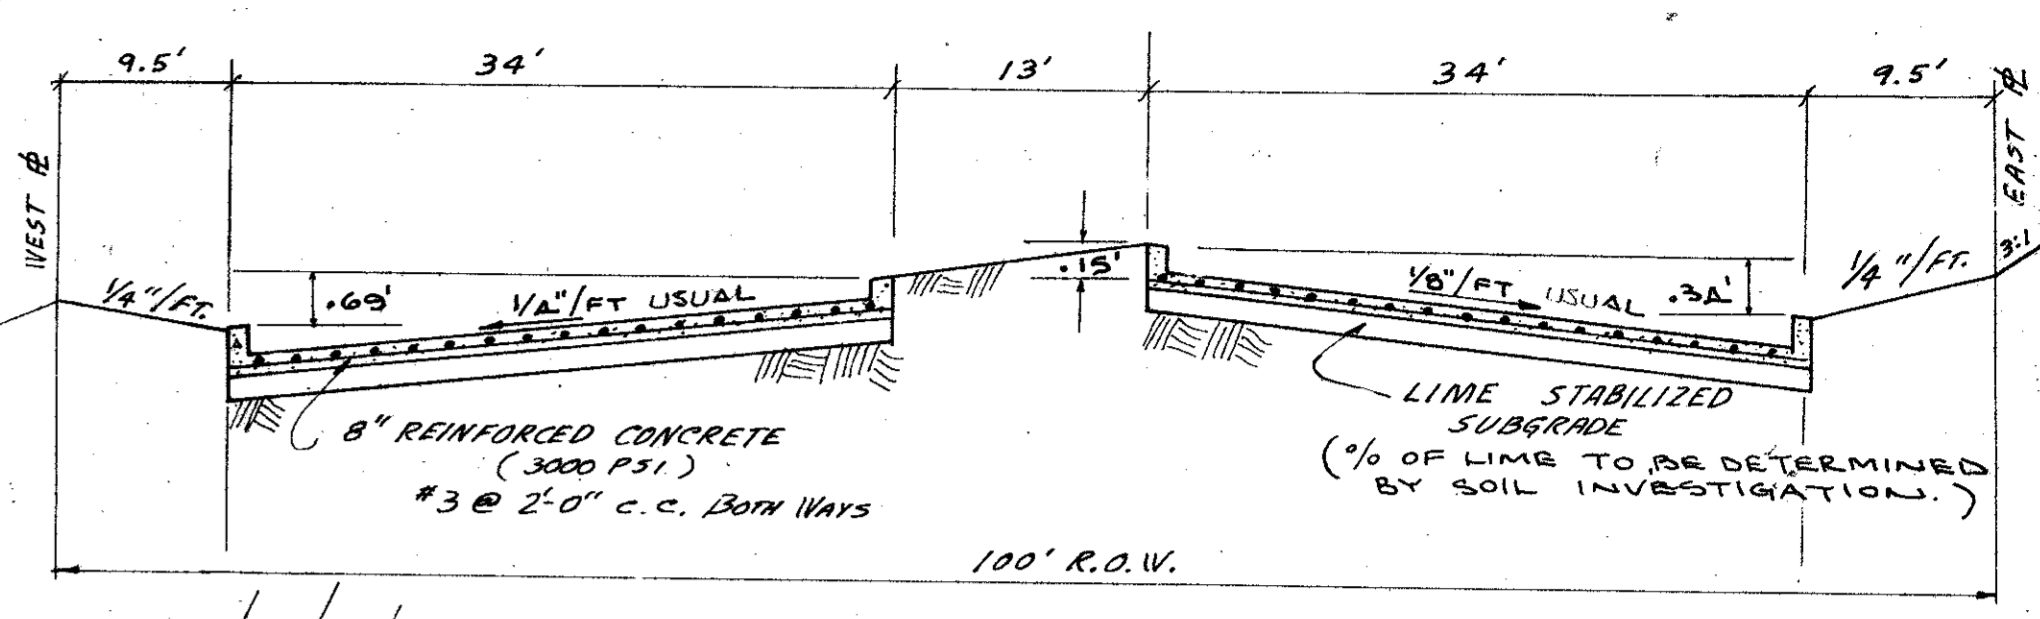 9.5' 34' 13' 34' 9.5'
WEST ⅊
EAST ⅊
1/4"/FT.
.69'
1/4"/FT USUAL
.15'
1/8"/FT USUAL
.34'
1/4"/FT.
3:1
8" REINFORCED CONCRETE
(3000 PSI.)
#3 @ 2'-0" C.C. BOTH WAYS
LIME STABILIZED
SUBGRADE
(% OF LIME TO BE DETERMINED
BY SOIL INVESTIGATION.)
100' R.O.W.